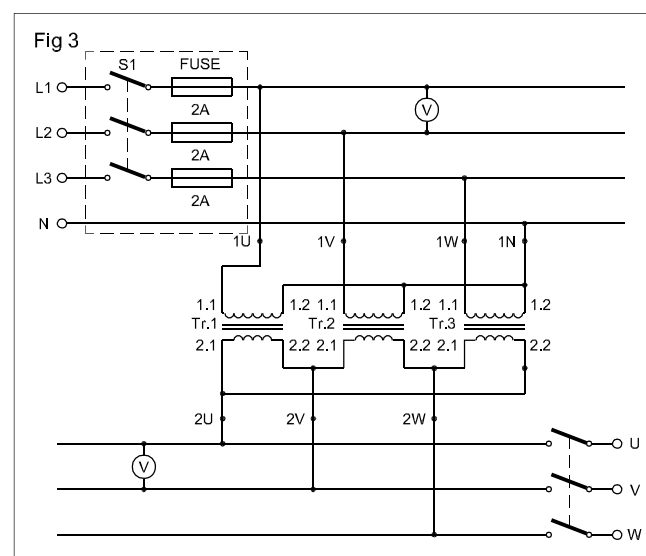 Fig 3
S1 FUSE
L1
V
2A
L2
2A
L3
2A
N
1U 1V 1W 1N
1.1 1.2 1.1 1.2 1.1 1.2
Tr.1 Tr.2 Tr.3
2.1 2.2 2.1 2.2 2.1 2.2
2U 2V 2W
U
V
V
W